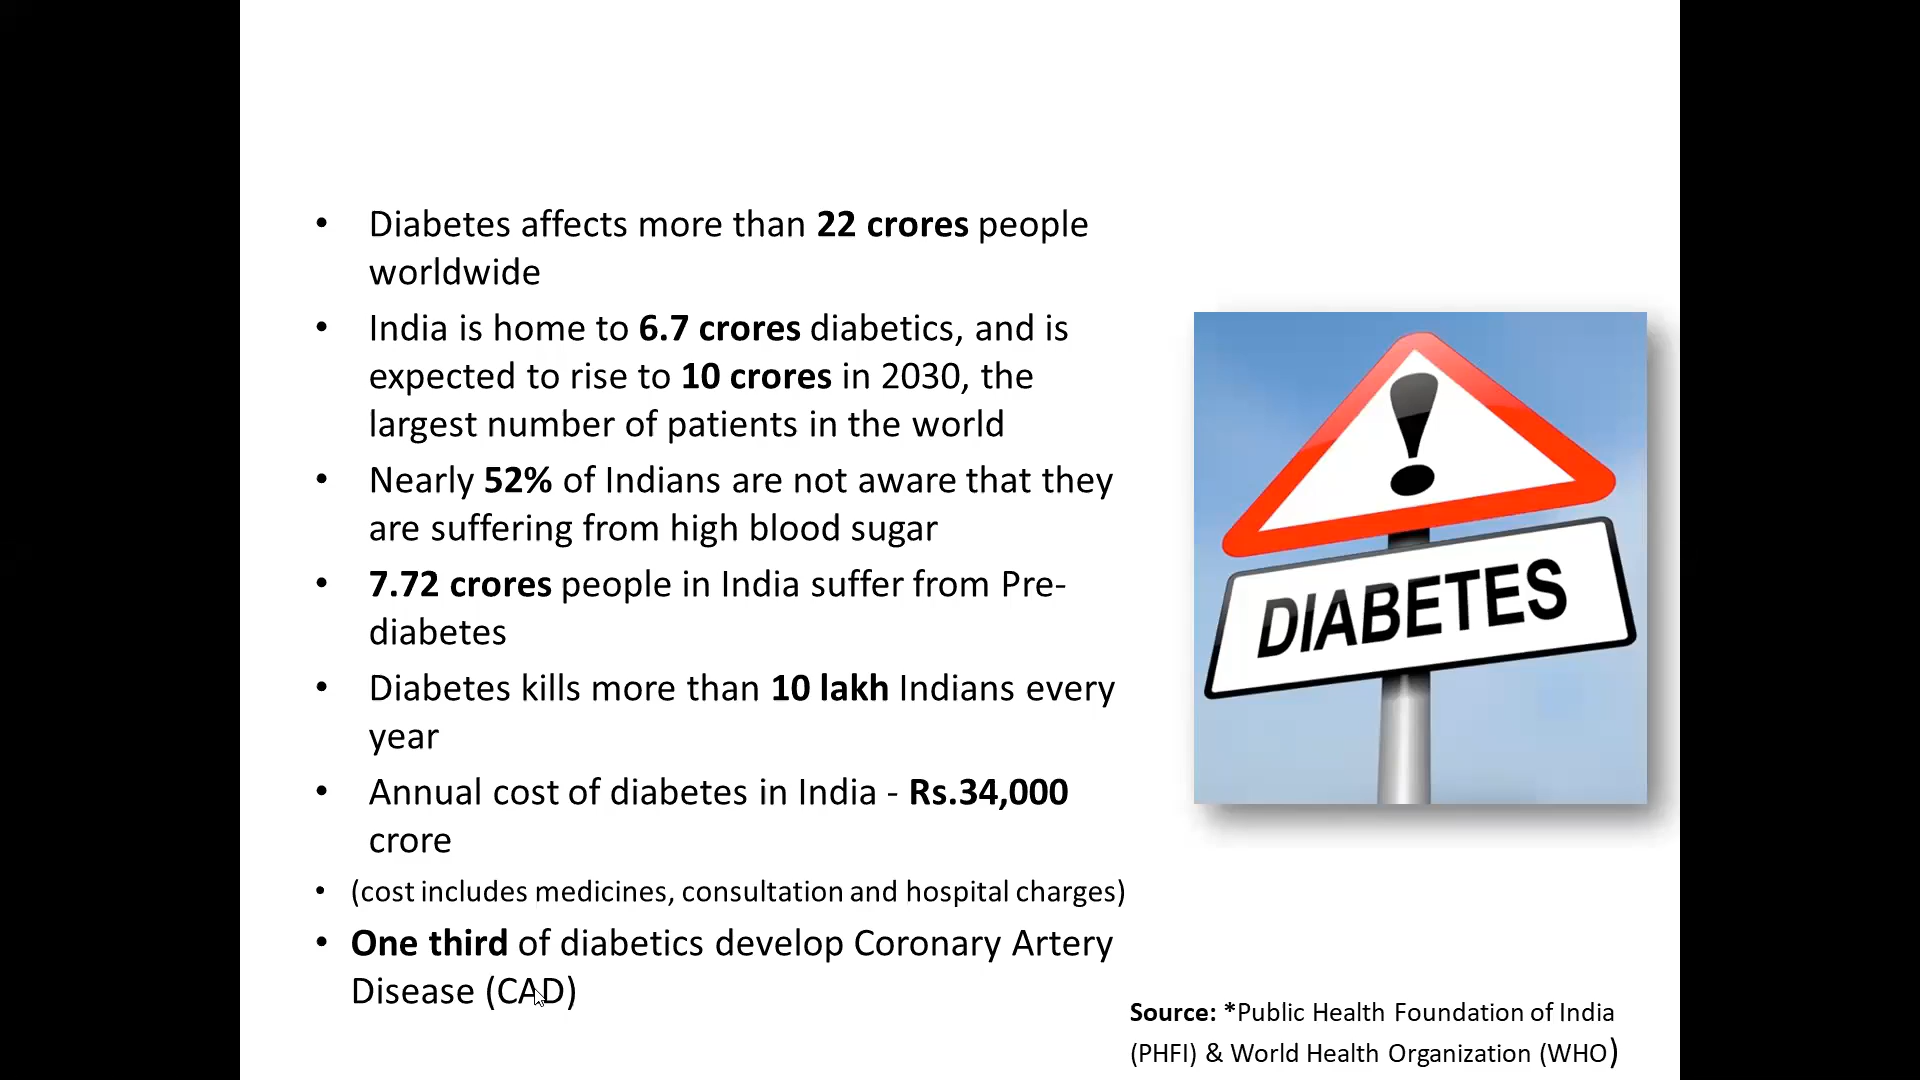 • Diabetes affects more than 22 crores people
worldwide
• India is home to 6.7 crores diabetics, and is
expected to rise to 10 crores in 2030, the
largest number of patients in the world
• Nearly 52% of Indians are not aware that they
are suffering from high blood sugar
• 7.72 crores people in India suffer from Pre-
diabetes
• Diabetes kills more than 10 lakh Indians every
year
• Annual cost of diabetes in India - Rs.34,000
crore
• (cost includes medicines, consultation and hospital charges)
• One third of diabetics develop Coronary Artery
Disease (CAD)
!
DIABETES
Source: *Public Health Foundation of India
(PHFI) & World Health Organization (WHO)